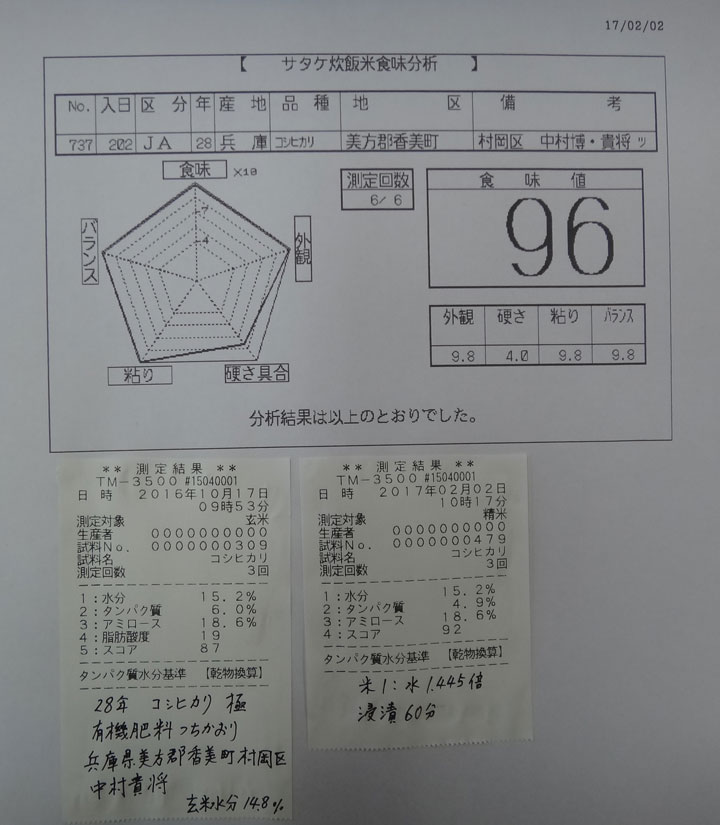 17/02/02
【 サタケ炊飯米食味分析 】
No. 入日 区分 年 産地 品種 地区 備考
737 202 JA 28 兵庫 コシヒカリ 美方郡香美町 村岡区 中村博・貴将 ッ
食味 ×10
7
4
バランス
外観
粘り
硬さ具合
測定回数
6/ 6
食味値
96
外観 硬さ 粘り バランス
9.8 4.0 9.8 9.8
分析結果は以上のとおりでした。
** 測定結果 **
TM-3500 #15040001
日 時 2016年10月17日
09時53分
測定対象 玄米
生産者 0000000000
試料No. 0000000309
試料名 コシヒカリ
測定回数 3回
1:水分 15.2%
2:タンパク質 6.0%
3:アミロース 18.6%
4:脂肪酸度 19
5:スコア 87
タンパク質水分基準 【乾物換算】
28年 コシヒカリ 極
有機肥料つちかおり
兵庫県美方郡香美町村岡区
中村貴将
玄米水分 14.8%
** 測定結果 **
TM-3500 #15040001
日 時 2017年02月02日
10時17分
測定対象 精米
生産者 0000000000
試料No. 0000000479
試料名 コシヒカリ
測定回数 3回
1:水分 15.2%
2:タンパク質 4.9%
3:アミロース 18.6%
4:スコア 92
タンパク質水分基準 【乾物換算】
米1:水1.445倍
浸漬60分